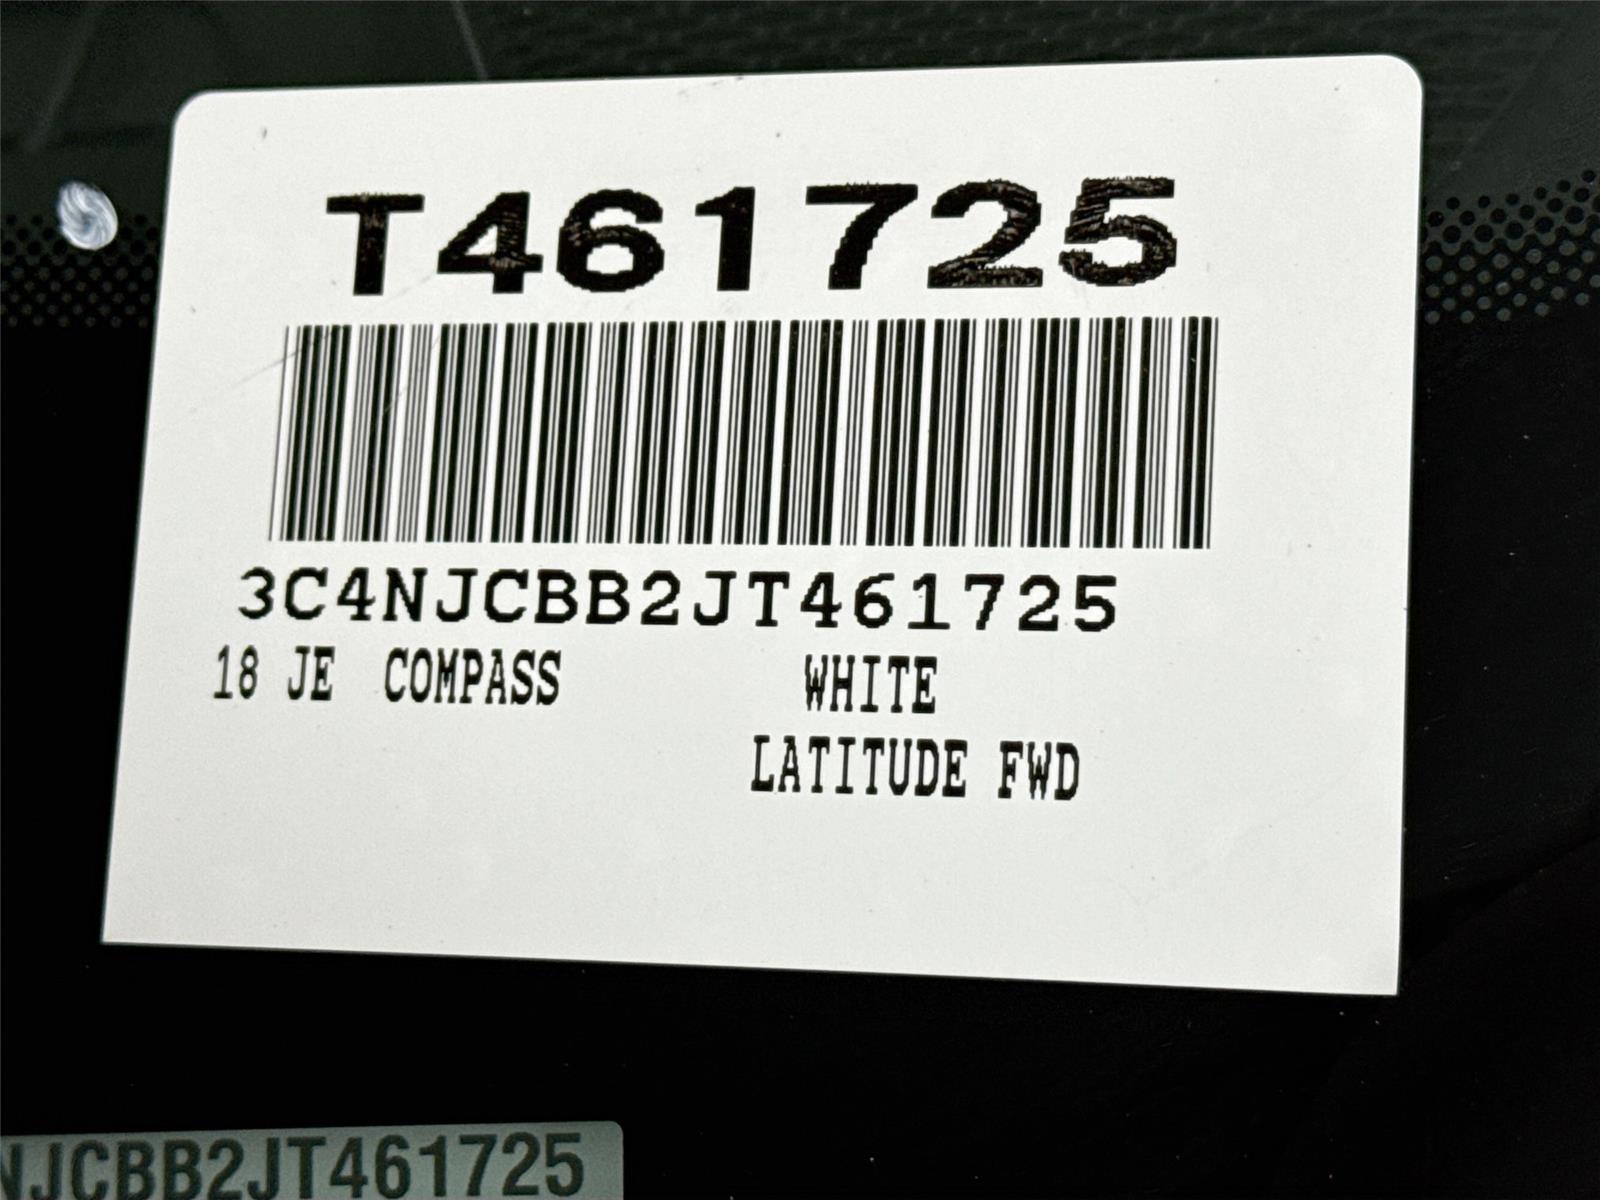 T461725
3C4NJCBB2JT461725
18 JE COMPASS WHITE
LATITUDE FWD
NJCBB2JT461725